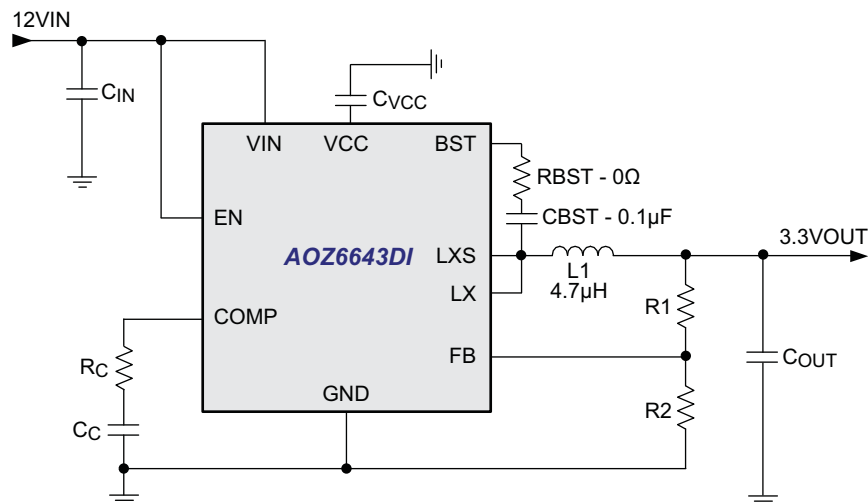 12VIN
CIN
CVCC
VIN
VCC
BST
RBST - 0Ω
CBST - 0.1µF
EN
AOZ6643DI
LXS
3.3VOUT
L1
4.7µH
LX
COMP
R1
FB
RC
COUT
GND
R2
CC